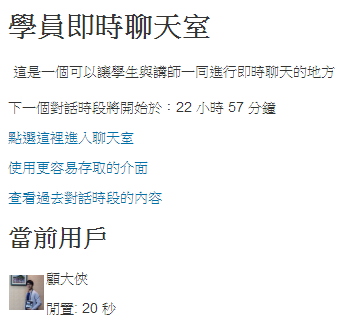 學員即時聊天室
這是一個可以讓學生與講師一同進行即時聊天的地方
下一個對話時段將開始於：22 小時 57 分鐘
點選這裡進入聊天室
使用更容易存取的介面
查看過去對話時段的內容
當前用戶
顧大俠
閒置: 20 秒